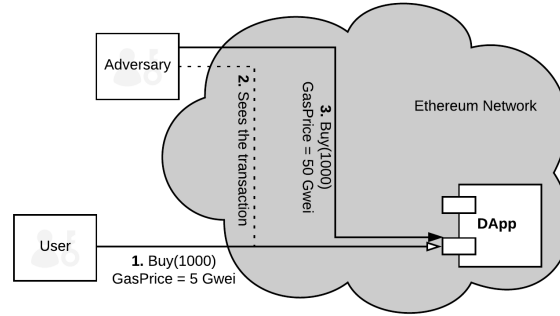 Adversary
2. Sees the transaction
3. Buy(1000)
GasPrice = 50 Gwei
Ethereum Network
DApp
User
1. Buy(1000)
GasPrice = 5 Gwei